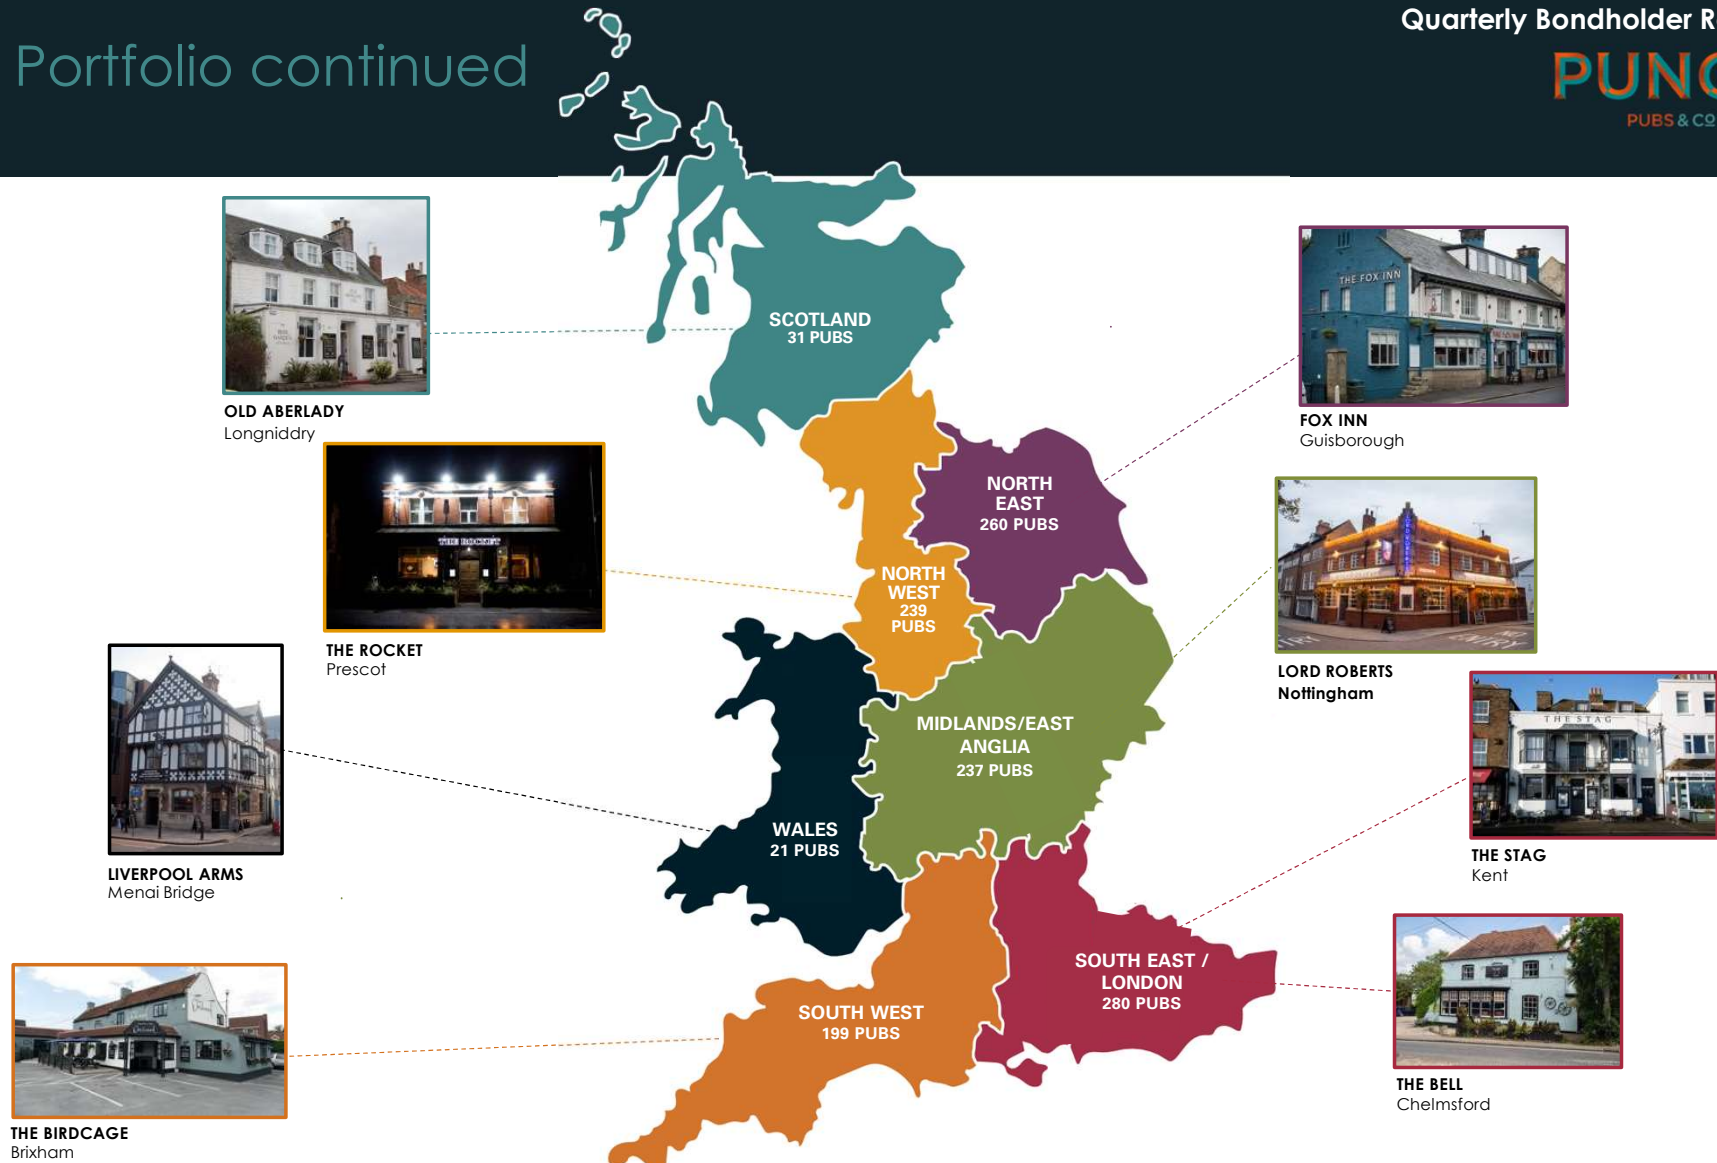 Quarterly Bondholder R
Portfolio continued
PUNC
PUBS & CO
SCOTLAND
31 PUBS
OLD ABERLADY
Longniddry
THE FOX INN
FOX INN
Guisborough
NORTH
EAST
260 PUBS
THE ROCKET
THE ROCKET
Prescot
NORTH
WEST
239
PUBS
LORD ROBERTS
Nottingham
NO
ENTRY
MIDLANDS/EAST
ANGLIA
237 PUBS
THE STAG
THE STAG
Kent
WALES
21 PUBS
LIVERPOOL ARMS
Menai Bridge
SOUTH EAST /
LONDON
280 PUBS
SOUTH WEST
199 PUBS
THE BELL
Chelmsford
THE BIRDCAGE
Brixham